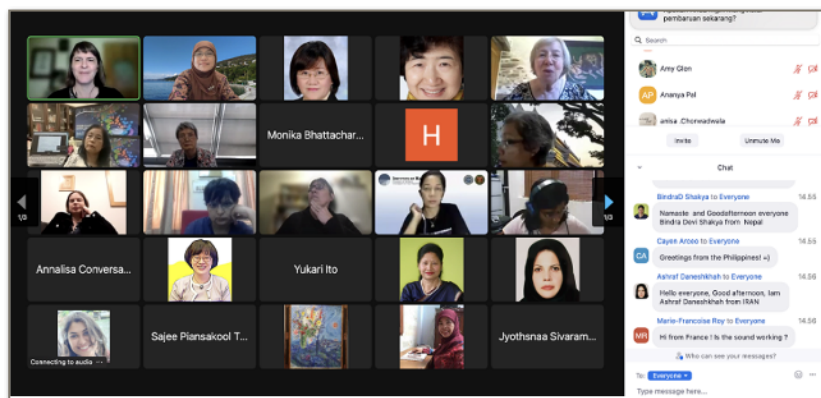 Monika Bhattachar...
H
1/3
1/3
Annalisa Conversa...
Yukari Ito
Connecting to audio ...
Sajee Piansakool T...
Jyothsnaa Sivaram...
pembaruan sekarang?
Search
Amy Glen
AP
Ananya Pal
anisa .Chorwadwala
Invite
Unmute Me
Chat
BindraD Shakya to Everyone
14.55
Namaste and Goodafternoon everyone
Bindra Devi Shakya from Nepal
Cayen Arceo to Everyone
14.55
CA
Greetings from the Philippines! =)
Ashraf Daneshkhah to Everyone
14.56
Hello everyone, Good afternoon, Iam
Ashraf Daneshkhah from IRAN
Marie-Francoise Roy to Everyone
14.56
MR
Hi from France ! Is the sound working ?
Who can see your messages?
To:
Everyone
Type message here...